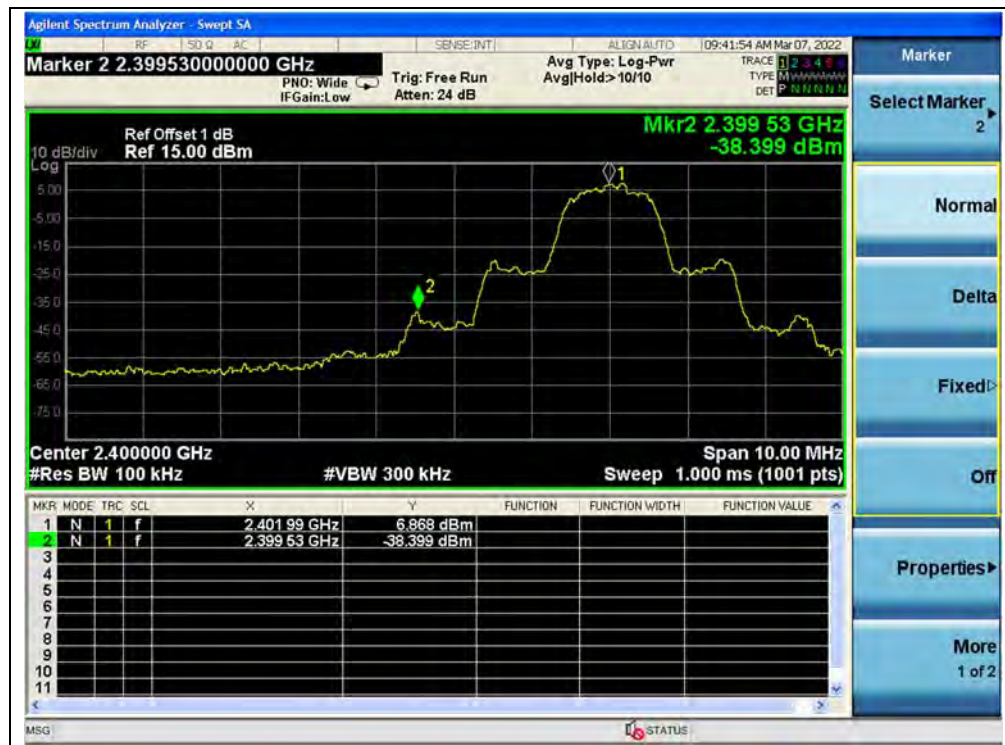 Agilent Spectrum Analyzer - Swept SA
LXI RF 50 Ω AC SENSE:INT ALIGN AUTO 09:41:54 AM Mar 07, 2022
Marker 2 2.399530000000 GHz
PNO: Wide
IFGain:Low
Trig: Free Run
Atten: 24 dB
Avg Type: Log-Pwr
Avg|Hold:>10/10
TRACE 1 2 3 4 5 6
TYPE M
DET P N N N N N
Ref Offset 1 dB
10 dB/div Ref 15.00 dBm
Log
Mkr2 2.399 53 GHz
-38.399 dBm
5.00
-5.00
-15.0
-25.0
-35.0
-45.0
-55.0
-65.0
-75.0
1
2
Center 2.400000 GHz Span 10.00 MHz
#Res BW 100 kHz #VBW 300 kHz Sweep 1.000 ms (1001 pts)
MKR MODE TRC SCL X Y FUNCTION FUNCTION WIDTH FUNCTION VALUE
1 N 1 f 2.401 99 GHz 6.868 dBm
2 N 1 f 2.399 53 GHz -38.399 dBm
3
4
5
6
7
8
9
10
11
MSG STATUS
Marker
Select Marker
2
Normal
Delta
Fixed
Off
Properties
More
1 of 2